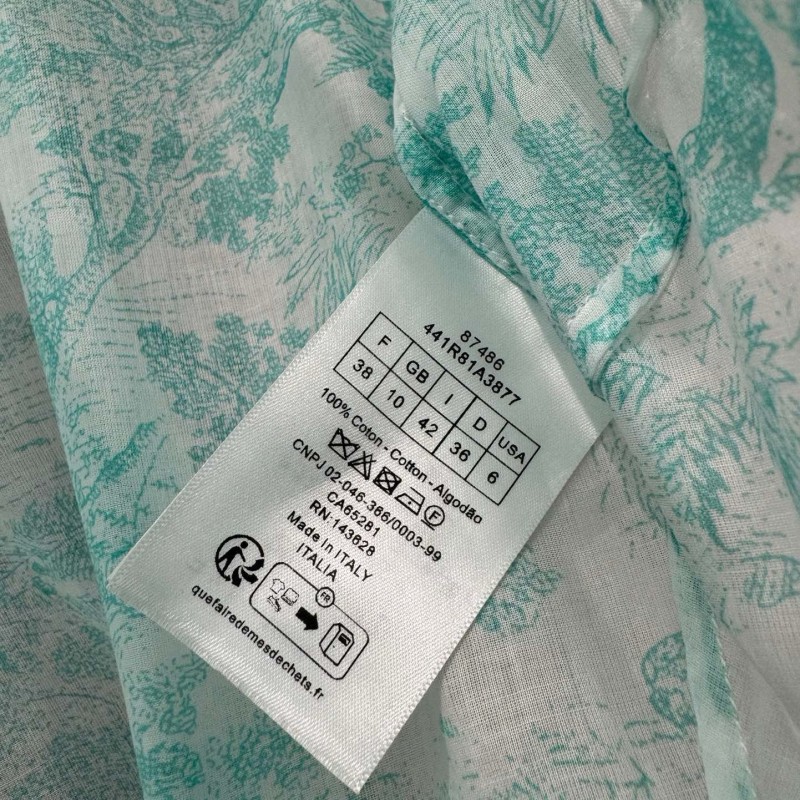 87486
441R81A3877
F GB I D USA
38 10 42 36 6
100% Coton - Cotton - Algodão
P
CNPJ 02-046-386/0003-99
CA65281
RN:143628
Made in ITALY
ITALIA
FR
quefairedemesdechets.fr